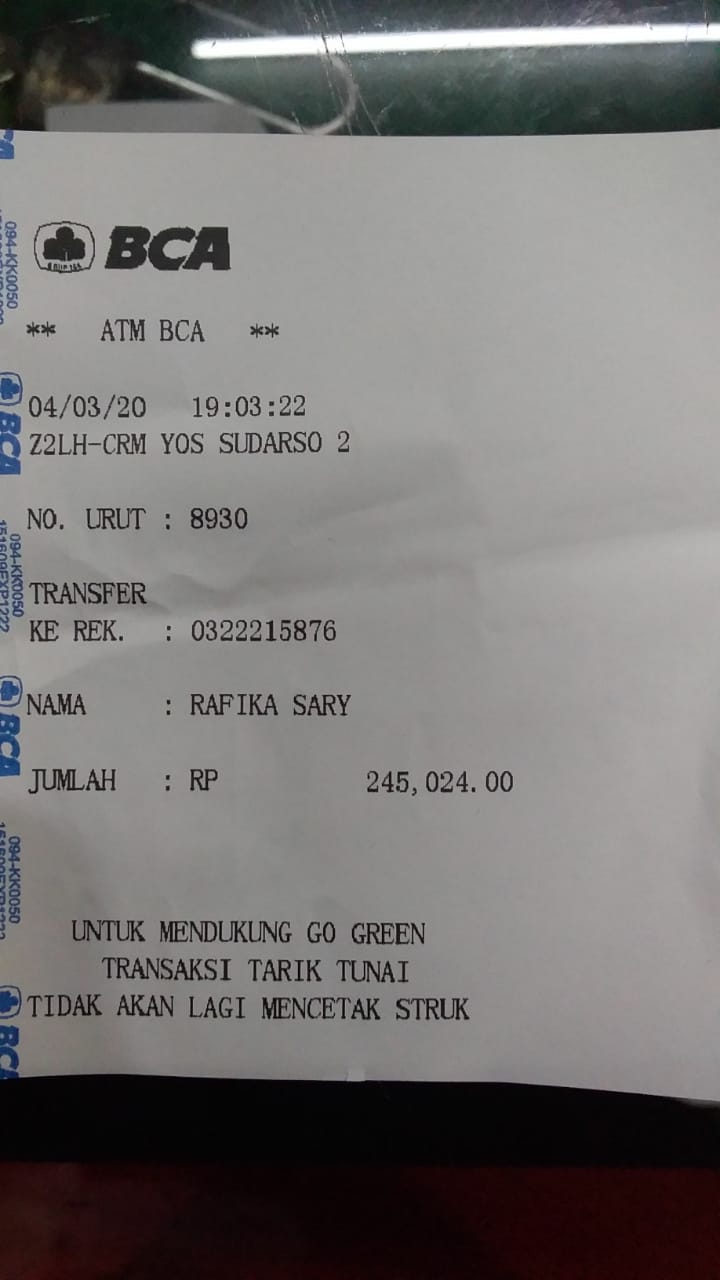 BCA
** ATM BCA **
04/03/20 19:03:22
Z2LH-CRM YOS SUDARSO 2
NO. URUT : 8930
TRANSFER
KE REK. : 0322215876
NAMA : RAFIKA SARY
JUMLAH : RP 245,024.00
UNTUK MENDUKUNG GO GREEN
TRANSAKSI TARIK TUNAI
TIDAK AKAN LAGI MENCETAK STRUK
094-KK0050
BCA
094-KK0050
BCA
094-KK0050